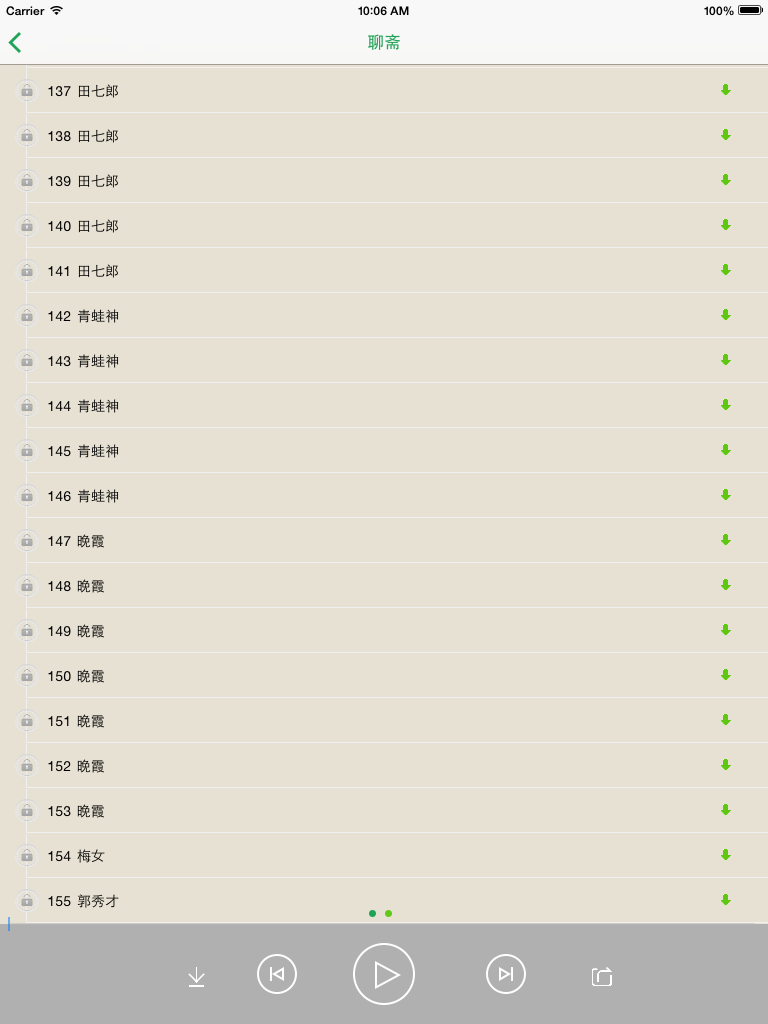 Carrier 10:06 AM 100%
聊斋
137 田七郎
138 田七郎
139 田七郎
140 田七郎
141 田七郎
142 青蛙神
143 青蛙神
144 青蛙神
145 青蛙神
146 青蛙神
147 晚霞
148 晚霞
149 晚霞
150 晚霞
151 晚霞
152 晚霞
153 晚霞
154 梅女
155 郭秀才